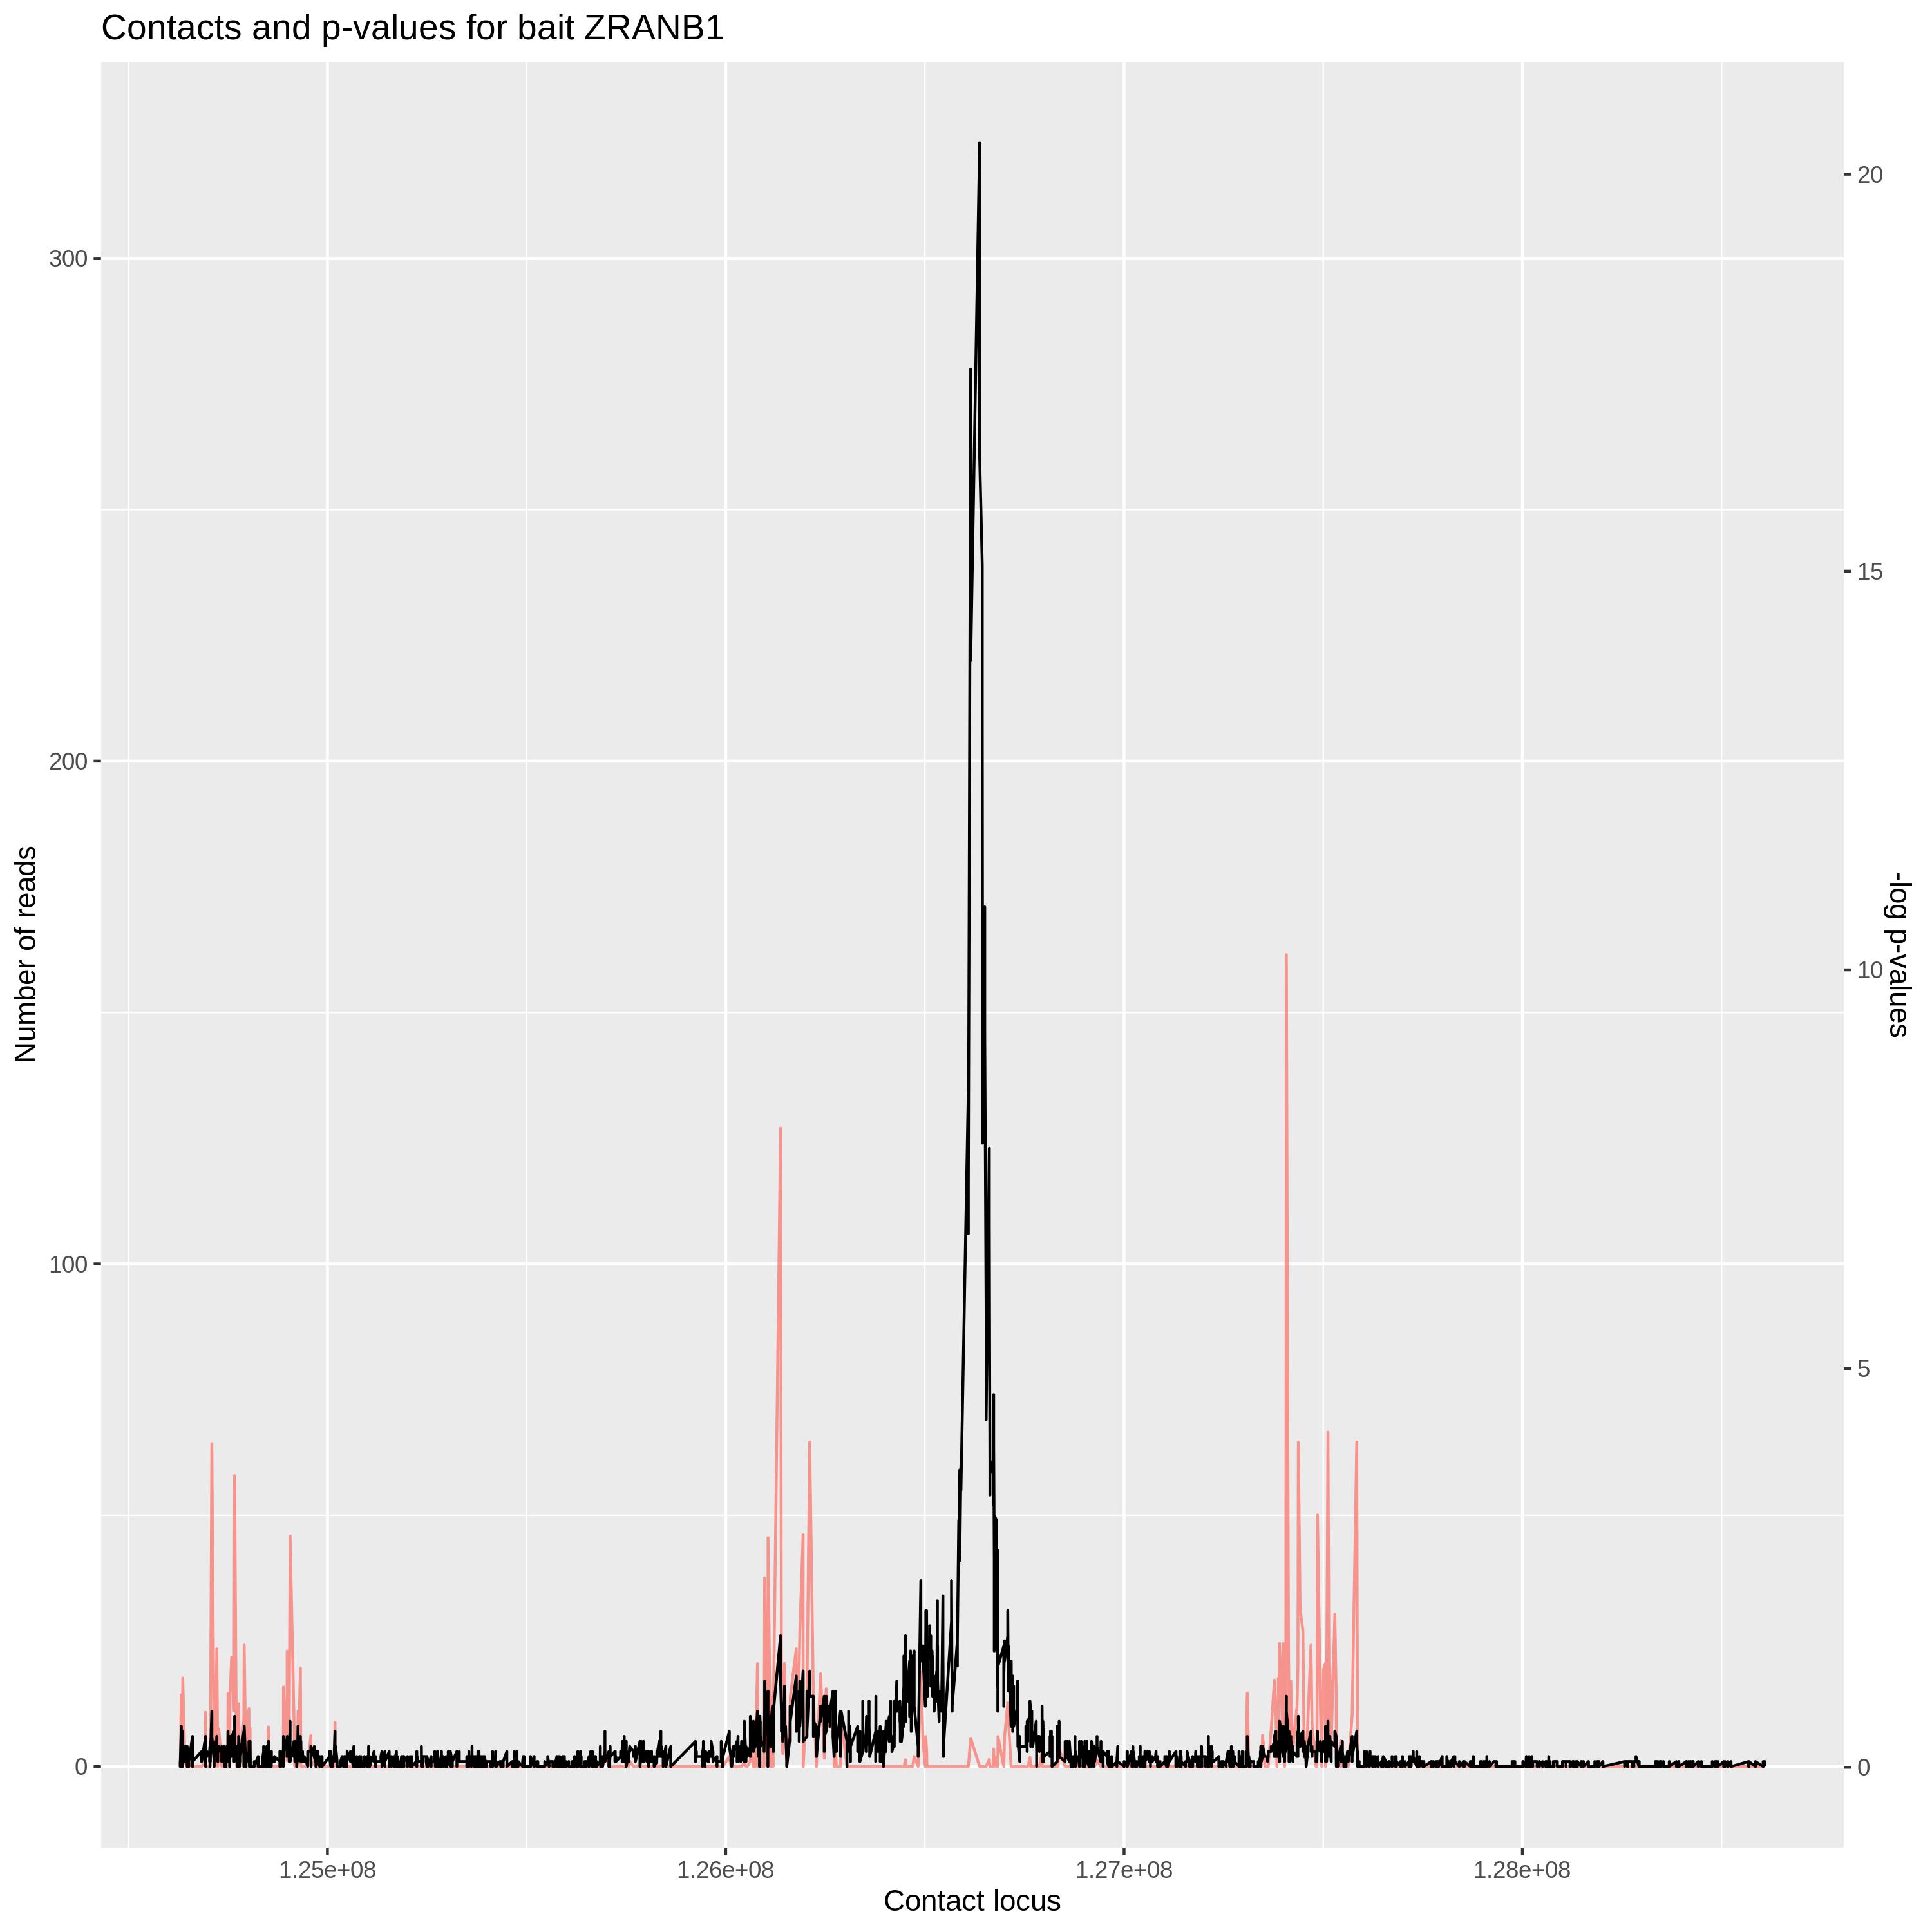 Contacts and p-values for bait ZRANB1
300
200
100
0
Number of reads
20
15
10
5
0
-log p-values
1.25e+08
1.26e+08
1.27e+08
1.28e+08
Contact locus